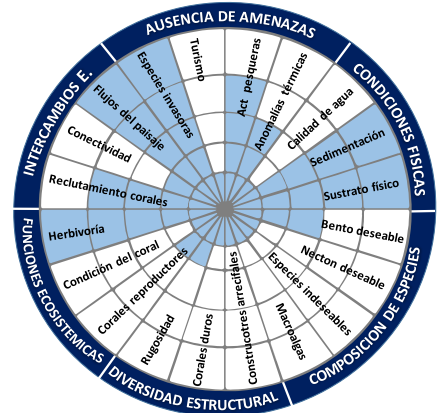 AUSENCIA DE AMENAZAS
CONDICIONES FISICAS
COMPOSICION DE ESPECIES
DIVERSIDAD ESTRUCTURAL
FUNCIONES ECOSISTEMICAS
INTERCAMBIOS E.
Turismo
Act pesqueras
Anomalías térmicas
Calidad de agua
Sedimentación
Sustrato físico
Bento deseable
Necton deseable
Especies indeseables
Macroalgas
Construcotres arrecifales
Corales duros
Rugosidad
Corales reproductores
Condición del coral
Herbivoría
Reclutamiento corales
Conectividad
Flujos del paisaje
Especies invasoras